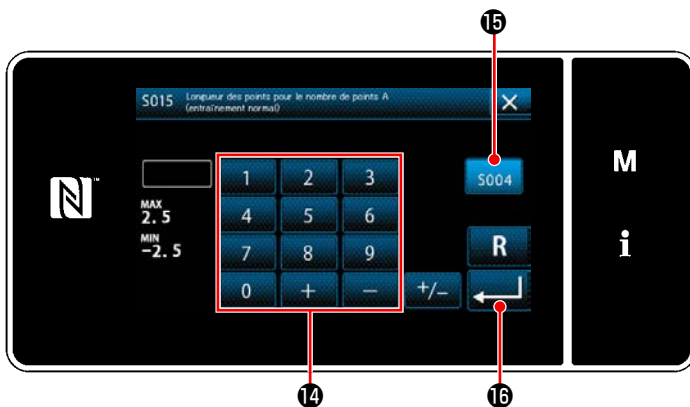 ⓯
S015 Longueur des points pour le nombre de points A
(entraînement normal)
×
1 2 3 S004
MAX
2.5
4 5 6
MIN
−2.5
7 8 9 R
0 + − +/−
M
i
N™
⓮ ⓰